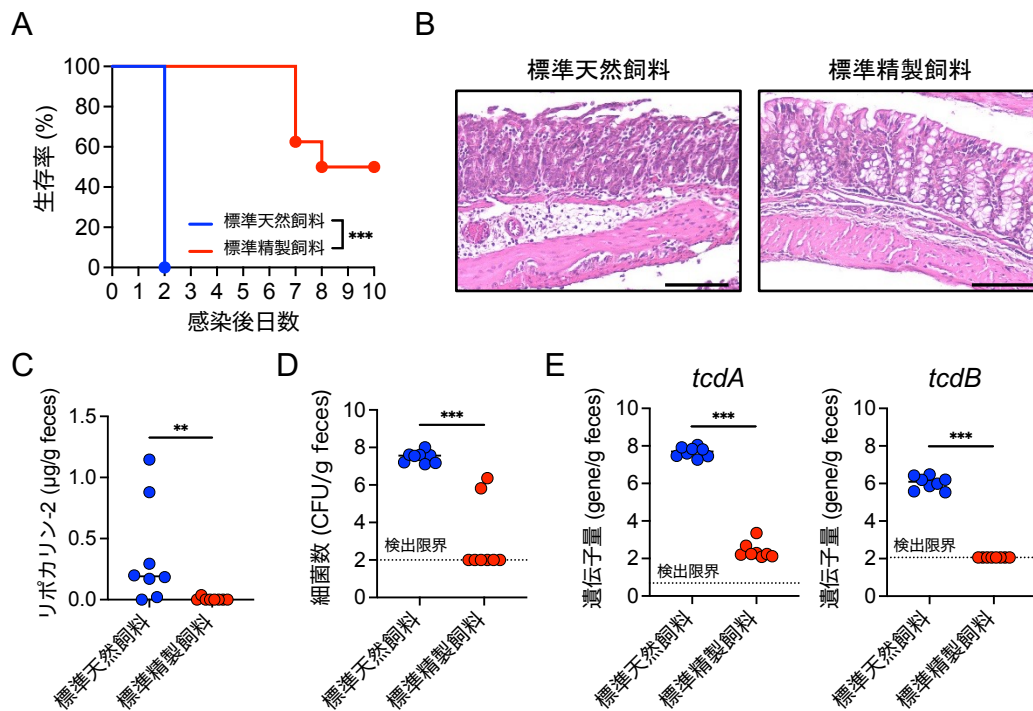 A
生存率 (%)
100
80
60
40
20
0
標準天然飼料
標準精製飼料
***
0 1 2 3 4 5 6 7 8 9 10
感染後日数
B
標準天然飼料
標準精製飼料
C
リポカリン-2 (μg/g feces)
1.5
1.0
0.5
0.0
**
標準天然飼料
標準精製飼料
D
細菌数 (CFU/g feces)
10
8
6
4
2
0
***
検出限界
標準天然飼料
標準精製飼料
E
tcdA
遺伝子量 (gene/g feces)
10
8
6
4
2
0
***
検出限界
標準天然飼料
標準精製飼料
tcdB
遺伝子量 (gene/g feces)
10
8
6
4
2
0
***
検出限界
標準天然飼料
標準精製飼料